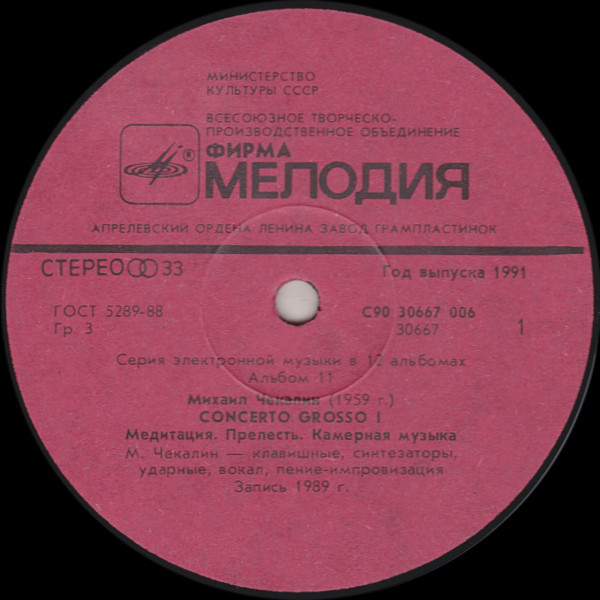 МИНИСТЕРСТВО
КУЛЬТУРЫ СССР
ВСЕСОЮЗНОЕ ТВОРЧЕСКО-
ПРОИЗВОДСТВЕННОЕ ОБЪЕДИНЕНИЕ
®
ФИРМА
МЕЛОДИЯ
АПРЕЛЕВСКИЙ ОРДЕНА ЛЕНИНА ЗАВОД ГРАМПЛАСТИНОК
СТЕРЕО 33
Год выпуска 1991
ГОСТ 5289-88
С90 30667 006
Гр. 3
30667
1
Серия электронной музыки в 12 альбомах
Альбом 11
Михаил Чекалин (1959 г.)
CONCERTO GROSSO I
Медитация. Прелесть. Камерная музыка
М. Чекалин — клавишные, синтезаторы,
ударные, вокал, пение-импровизация
Запись 1989 г.